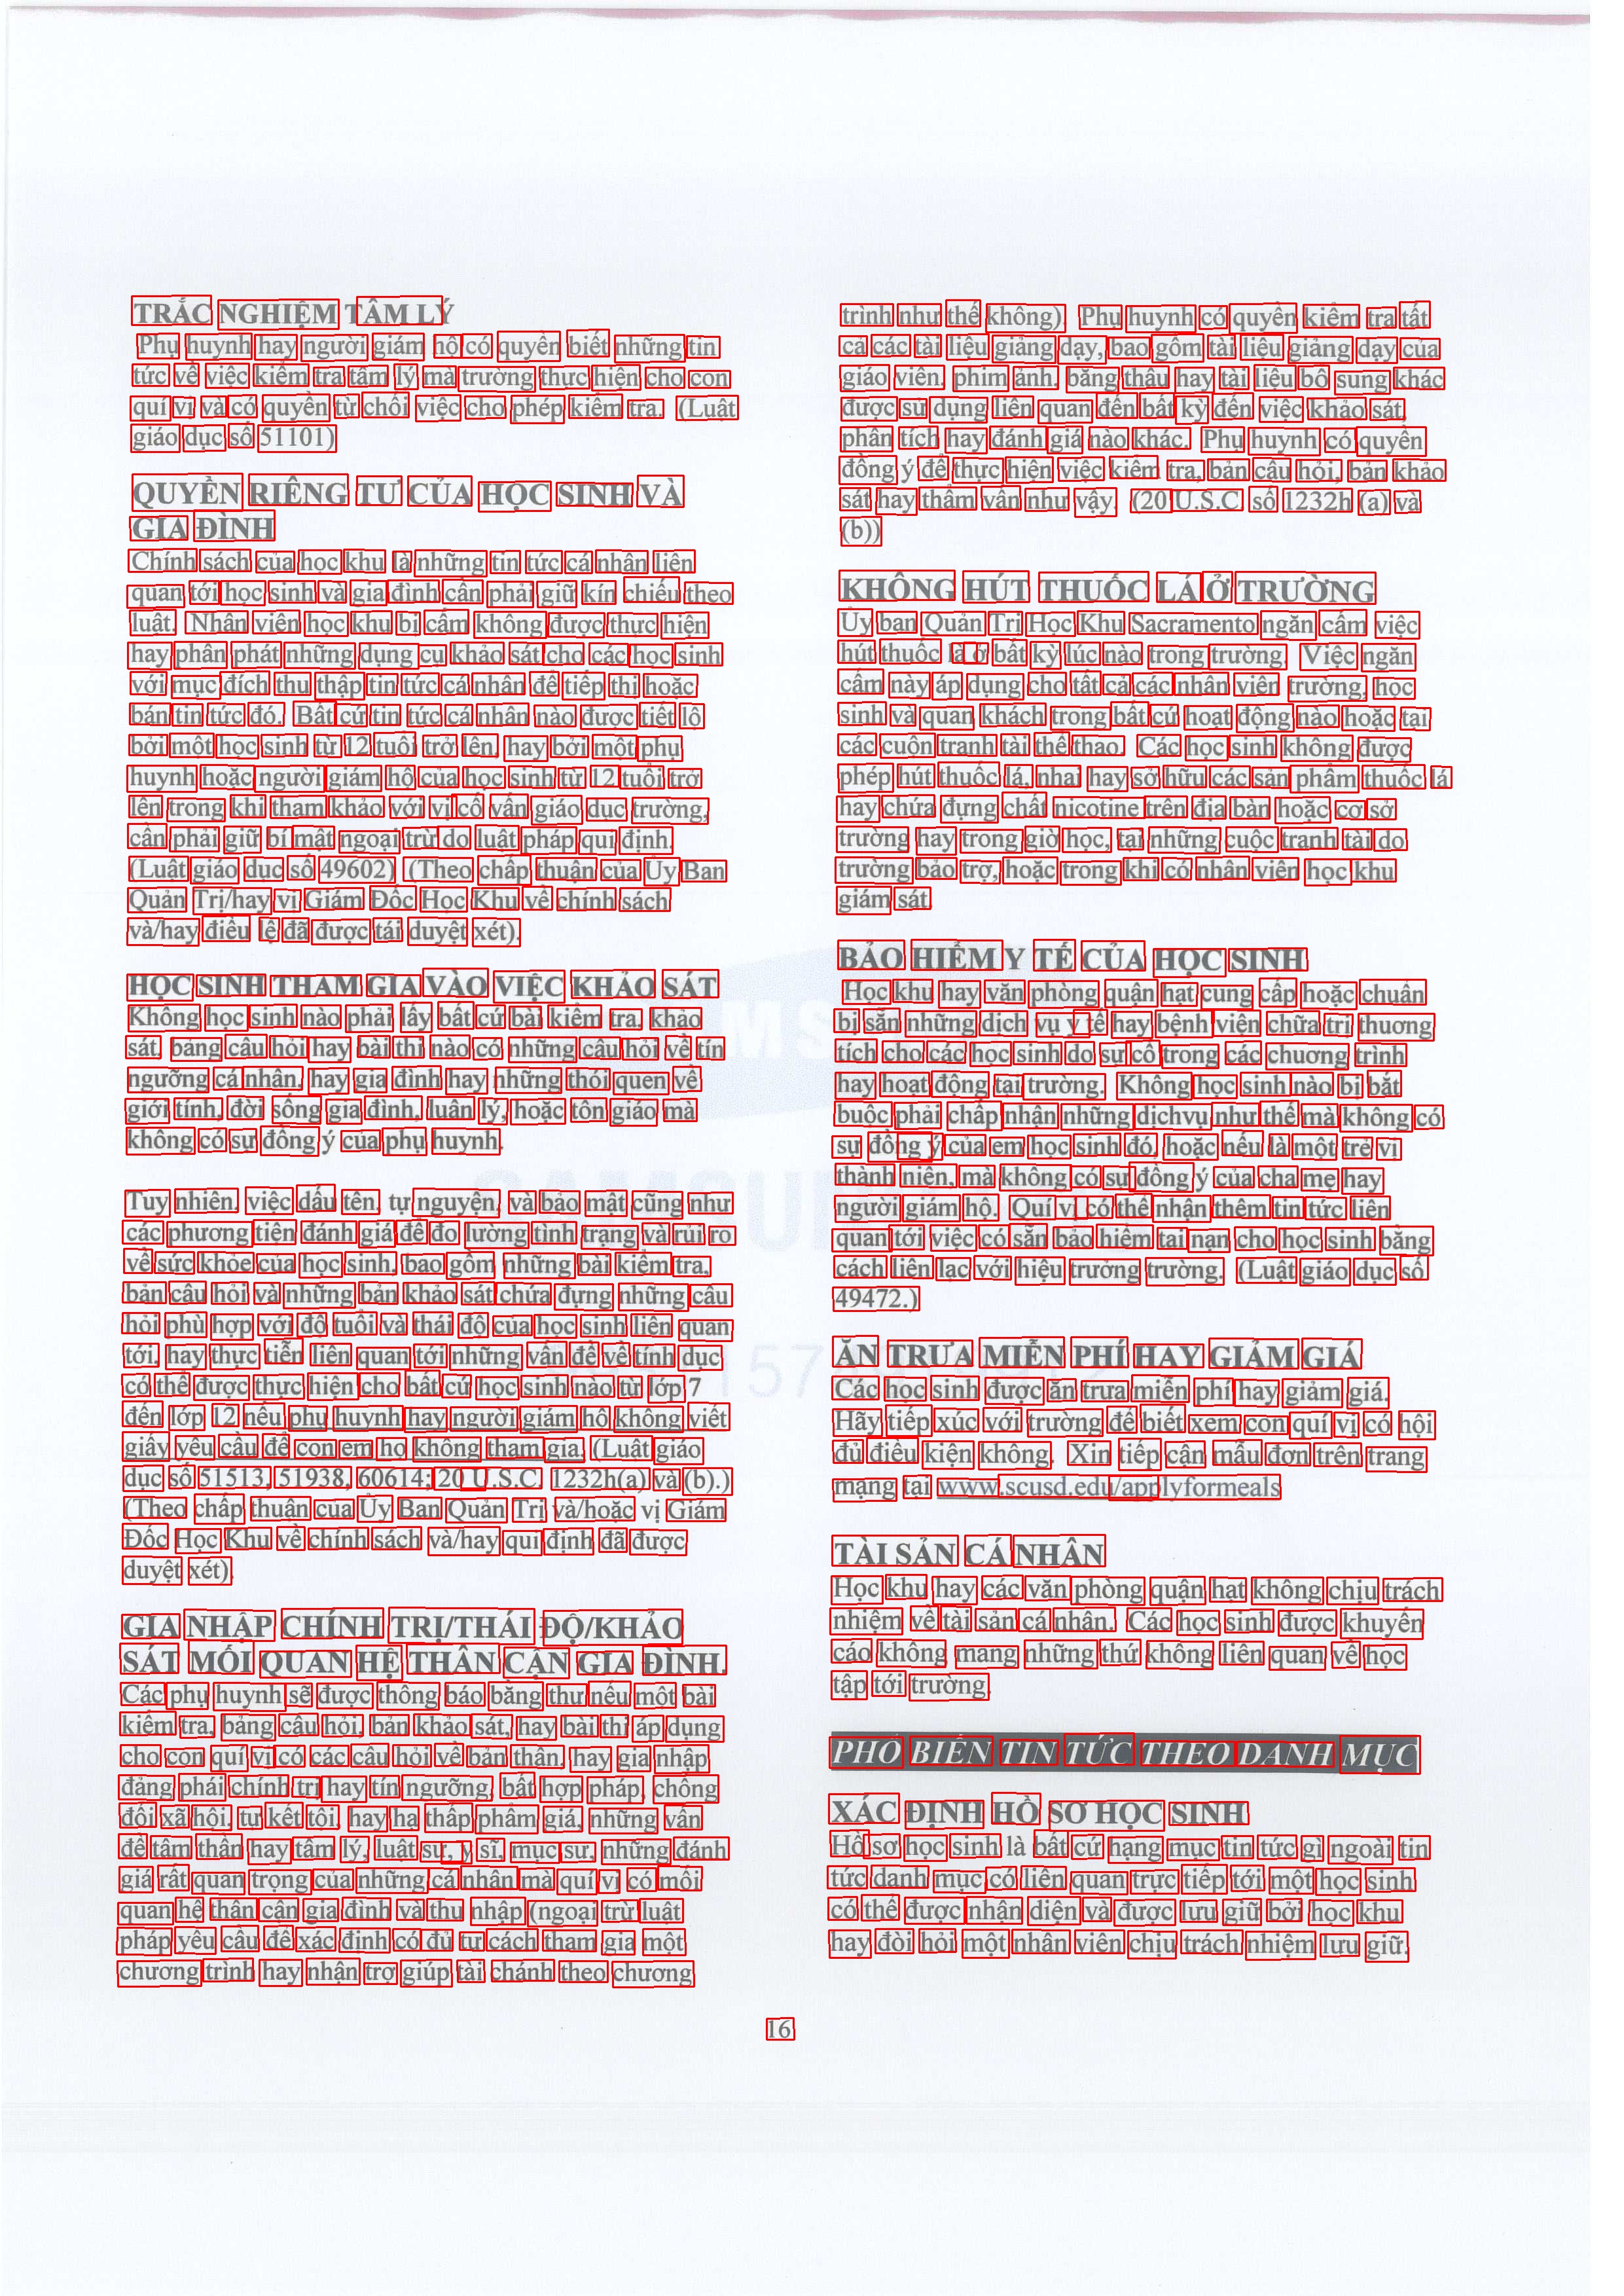 TRẮC NGHIỆM TÂM LÝ
Phụ huynh hay người giám hộ có quyền biết những tin
tức về việc kiểm tra tâm lý mà trường thực hiện cho con
quí vị và có quyền từ chối việc cho phép kiểm tra. (Luật
giáo dục số 51101)
QUYỀN RIÊNG TƯ CỦA HỌC SINH VÀ
GIA ĐÌNH
Chính sách của học khu là những tin tức cá nhân liên
quan tới học sinh và gia đình cần phải giữ kín chiếu theo
luật. Nhân viên học khu bị cấm không được thực hiện
hay phân phát những dụng cụ khảo sát cho các học sinh
với mục đích thu thập tin tức cá nhân để tiếp thị hoặc
bán tin tức đó. Bất cứ tin tức cá nhân nào được tiết lộ
bởi một học sinh từ 12 tuổi trở lên, hay bởi một phụ
huynh hoặc người giám hộ của học sinh từ 12 tuổi trở
lên trong khi tham khảo với vị cố vấn giáo dục trường,
cần phải giữ bí mật ngoại trừ do luật pháp qui định.
(Luật giáo dục số 49602) (Theo chấp thuận của Ủy Ban
Quản Trị/hay vị Giám Đốc Học Khu về chính sách
và/hay điều lệ đã được tái duyệt xét).
HỌC SINH THAM GIA VÀO VIỆC KHẢO SÁT
Không học sinh nào phải lấy bất cứ bài kiểm tra, khảo
sát, bảng câu hỏi hay bài thi nào có những câu hỏi về tín
ngưỡng cá nhân, hay gia đình hay những thói quen về
giới tính, đời sống gia đình, luân lý, hoặc tôn giáo mà
không có sự đồng ý của phụ huynh.
Tuy nhiên, việc dấu tên, tự nguyện, và bảo mật cũng như
các phương tiện đánh giá để đo lường tình trạng và rủi ro
về sức khỏe của học sinh, bao gồm những bài kiểm tra,
bản câu hỏi và những bản khảo sát chứa đựng những câu
hỏi phù hợp với độ tuổi và thái độ của học sinh liên quan
tới, hay thực tiễn liên quan tới những vấn đề về tính dục
có thể được thực hiện cho bất cứ học sinh nào từ lớp 7
đến lớp 12 nếu phụ huynh hay người giám hộ không viết
giấy yêu cầu để con em họ không tham gia. (Luật giáo
dục số 51513, 51938, 60614; 20 U.S.C. 1232h(a) và (b).)
(Theo chấp thuận cua Ủy Ban Quản Trị và/hoặc vị Giám
Đốc Học Khu về chính sách và/hay qui định đã được
duyệt xét).
GIA NHẬP CHÍNH TRỊ/THÁI ĐỘ/KHẢO
SÁT MỐI QUAN HỆ THÂN CẬN GIA ĐÌNH.
Các phụ huynh sẽ được thông báo bằng thư nếu một bài
kiểm tra, bảng câu hỏi, bản khảo sát, hay bài thi áp dụng
cho con quí vị có các câu hỏi về bản thân, hay gia nhập
đảng phái chính trị hay tín ngưỡng, bất hợp pháp, chống
đối xã hội, tự kết tội, hay hạ thấp phẩm giá, những vấn
đề tâm thần hay tâm lý, luật sư, y sĩ, mục sư, những đánh
giá rất quan trọng của những cá nhân mà quí vị có mối
quan hệ thân cận gia đình và thu nhập (ngoại trừ luật
pháp yêu cầu để xác định có đủ tư cách tham gia một
chương trình hay nhận trợ giúp tài chánh theo chương
trình như thế không) Phụ huynh có quyền kiểm tra tất
cả các tài liệu giảng dạy, bao gồm tài liệu giảng dạy của
giáo viên, phim ảnh, băng thâu hay tài liệu bổ sung khác
được sử dụng liên quan đến bất kỳ đến việc khảo sát,
phân tích hay đánh giá nào khác. Phụ huynh có quyền
đồng ý để thực hiện việc kiểm tra, bản câu hỏi, bản khảo
sát hay thẩm vấn như vậy. (20 U.S.C. số 1232h (a) và
(b))
KHÔNG HÚT THUỐC LÁ Ở TRƯỜNG
Ủy ban Quản Trị Học Khu Sacramento ngăn cấm việc
hút thuốc lá ở bất kỳ lúc nào trong trường. Việc ngăn
cấm này áp dụng cho tất cả các nhân viên trường, học
sinh và quan khách trong bất cứ hoạt động nào hoặc tại
các cuộn tranh tài thể thao. Các học sinh không được
phép hút thuốc lá, nhai hay sở hữu các sản phẩm thuốc lá
hay chứa đựng chất nicotine trên địa bàn hoặc cơ sở
trường hay trong giờ học, tại những cuộc tranh tài do
trường bảo trợ, hoặc trong khi có nhân viên học khu
giám sát.
BẢO HIỂM Y TẾ CỦA HỌC SINH
Học khu hay văn phòng quận hạt cung cấp hoặc chuẩn
bị sẵn những dịch vụ y tế hay bệnh viện chữa trị thương
tích cho các học sinh do sự cố trong các chương trình
hay hoạt động tại trường. Không học sinh nào bị bắt
buộc phải chấp nhận những dịchvụ như thế mà không có
sự đồng ý của em học sinh đó, hoặc nếu là một trẻ vị
thành niên, mà không có sự đồng ý của cha mẹ hay
người giám hộ. Quí vị có thể nhận thêm tin tức liên
quan tới việc có sẵn bảo hiểm tai nạn cho học sinh bằng
cách liên lạc với hiệu trưởng trường. (Luật giáo dục số
49472.)
ĂN TRƯA MIỄN PHÍ HAY GIẢM GIÁ
Các học sinh được ăn trưa miễn phí hay giảm giá.
Hãy tiếp xúc với trường để biết xem con quí vị có hội
đủ điều kiện không. Xin tiếp cận mẫu đơn trên trang
mạng tại www.scusd.edu/applyformeals
TÀI SẢN CÁ NHÂN
Học khu hay các văn phòng quận hạt không chịu trách
nhiệm về tài sản cá nhân. Các học sinh được khuyến
cáo không mang những thứ không liên quan về học
tập tới trường.
PHỔ BIẾN TIN TỨC THEO DANH MỤC
XÁC ĐỊNH HỒ SƠ HỌC SINH
Hồ sơ học sinh là bất cứ hạng mục tin tức gì ngoài tin
tức danh mục có liên quan trực tiếp tới một học sinh
có thể được nhận diện và được lưu giữ bởi học khu
hay đòi hỏi một nhân viên chịu trách nhiệm lưu giữ.
16